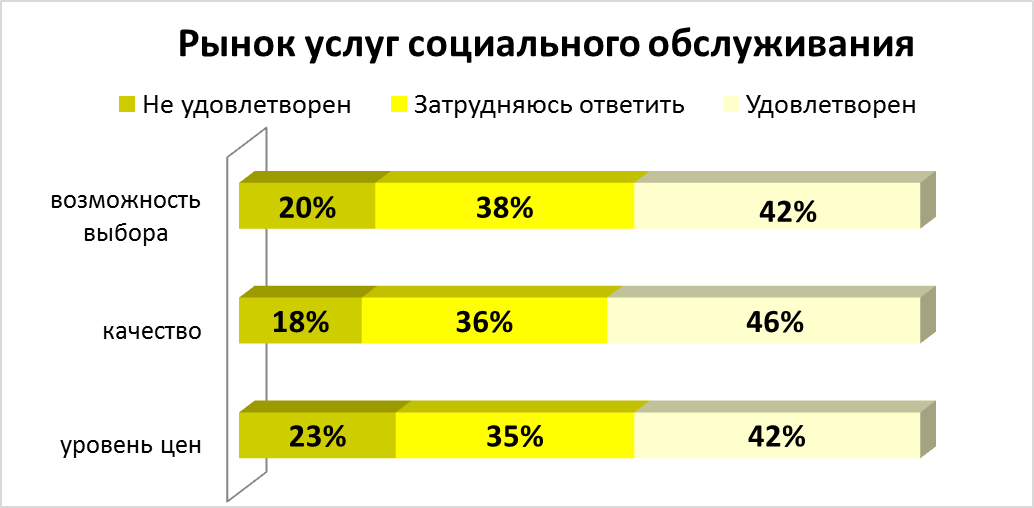 Рынок услуг социального обслуживания
Не удовлетворен Затрудняюсь ответить Удовлетворен
возможность
выбора
20% 38% 42%
качество
18% 36% 46%
уровень цен
23% 35% 42%